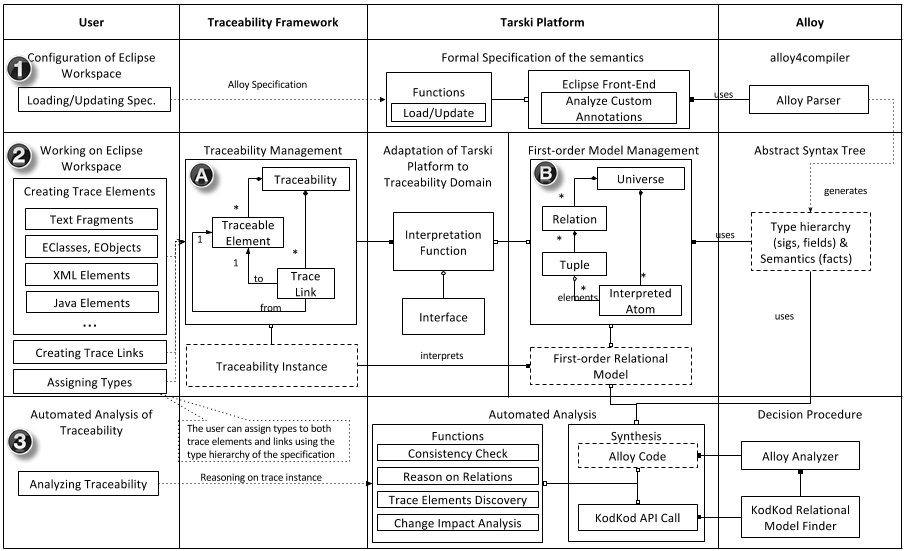 User
Traceability Framework
Tarski Platform
Alloy
1
Configuration of Eclipse
Workspace
Loading/Updating Spec.
Alloy Specification
Formal Specification of the semantics
Functions
Load/Update
Eclipse Front-End
Analyze Custom
Annotations
uses
alloy4compiler
Alloy Parser
2
Working on Eclipse
Workspace
Creating Trace Elements
Text Fragments
EClasses, EObjects
XML Elements
Java Elements
...
Creating Trace Links
Assigning Types
Traceability Management
A
Traceability
*
Traceable
Element
1
1
*
to
Trace
Link
from
Traceability Instance
Adaptation of Tarski
Platform to
Traceability Domain
Interpretation
Function
Interface
interprets
First-order Model Management
B
Universe
*
Relation
*
Tuple
*
*
elements
Interpreted
Atom
First-order Relational
Model
uses
Abstract Syntax Tree
generates
Type hierarchy
(sigs, fields) &
Semantics (facts)
uses
3
Automated Analysis of
Traceability
The user can assign types to both
trace elements and links using the
type hierarchy of the specification
Analyzing Traceability
Reasoning on trace instance
Automated Analysis
Functions
Consistency Check
Reason on Relations
Trace Elements Discovery
Change Impact Analysis
Synthesis
Alloy Code
KodKod API Call
Decision Procedure
Alloy Analyzer
KodKod Relational
Model Finder